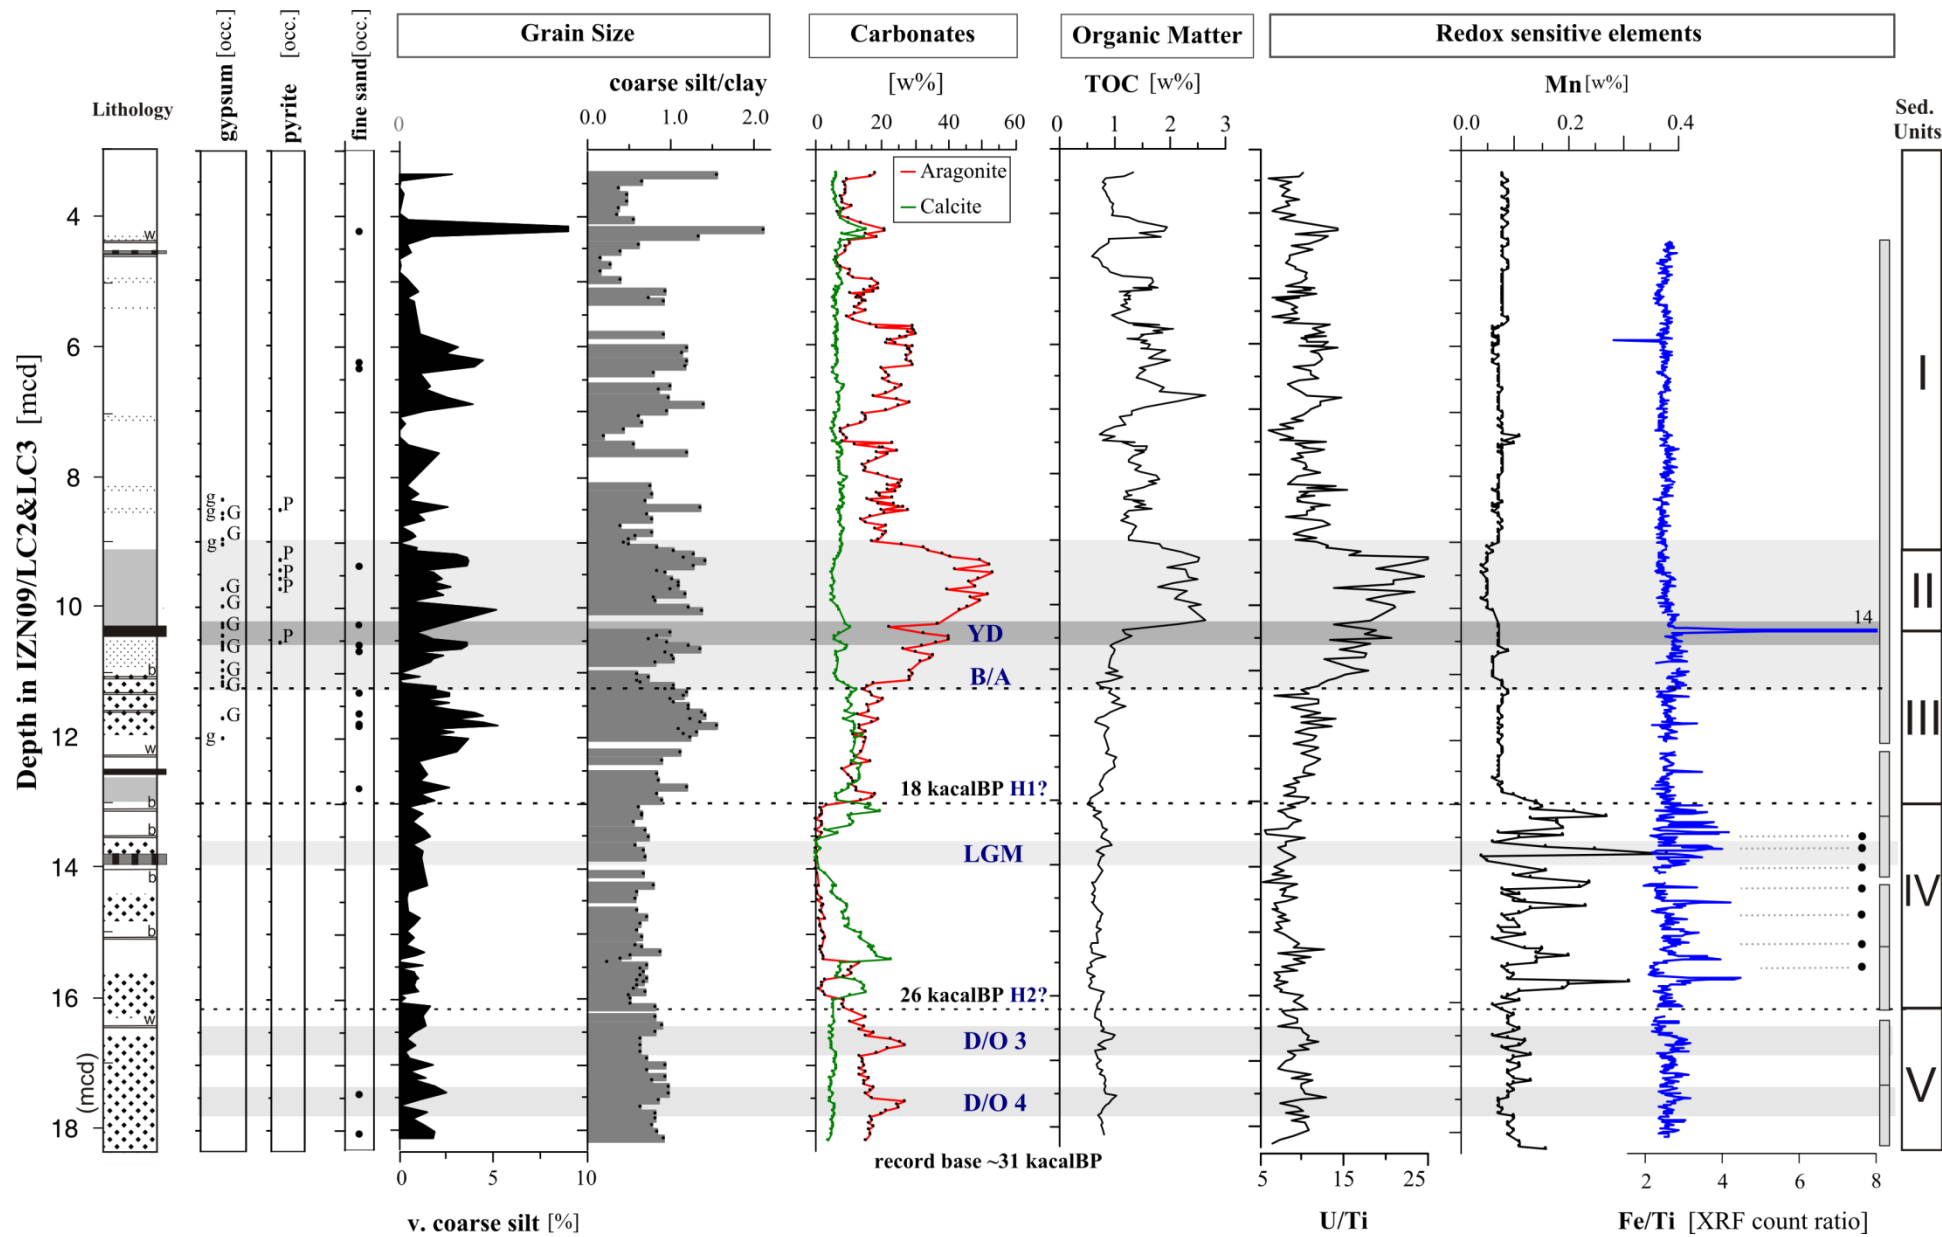 Grain Size
Carbonates
Organic Matter
Redox sensitive elements
gypsum [occ.]
pyrite [occ.]
fine sand[occ.]
coarse silt/clay
[w%]
TOC [w%]
Mn[w%]
Lithology
Sed.
Units
0
0.0 1.0 2.0
0 20 40 60
0 1 2 3
0.0 0.2 0.4
Aragonite
Calcite
Depth in IZN09/LC2&LC3 [mcd]
(mcd)
4
6
8
10
12
14
16
18
w
b
w
b
b
b
b
w
g
g
g
G
G
g
G
G
G
G
G
G
G
g
P
P
P
P
P
14
YD
B/A
18 kacalBP H1?
LGM
26 kacalBP H2?
D/O 3
D/O 4
record base ~31 kacalBP
I
II
III
IV
V
0 5 10
5 15 25
2 4 6 8
v. coarse silt [%]
U/Ti
Fe/Ti [XRF count ratio]